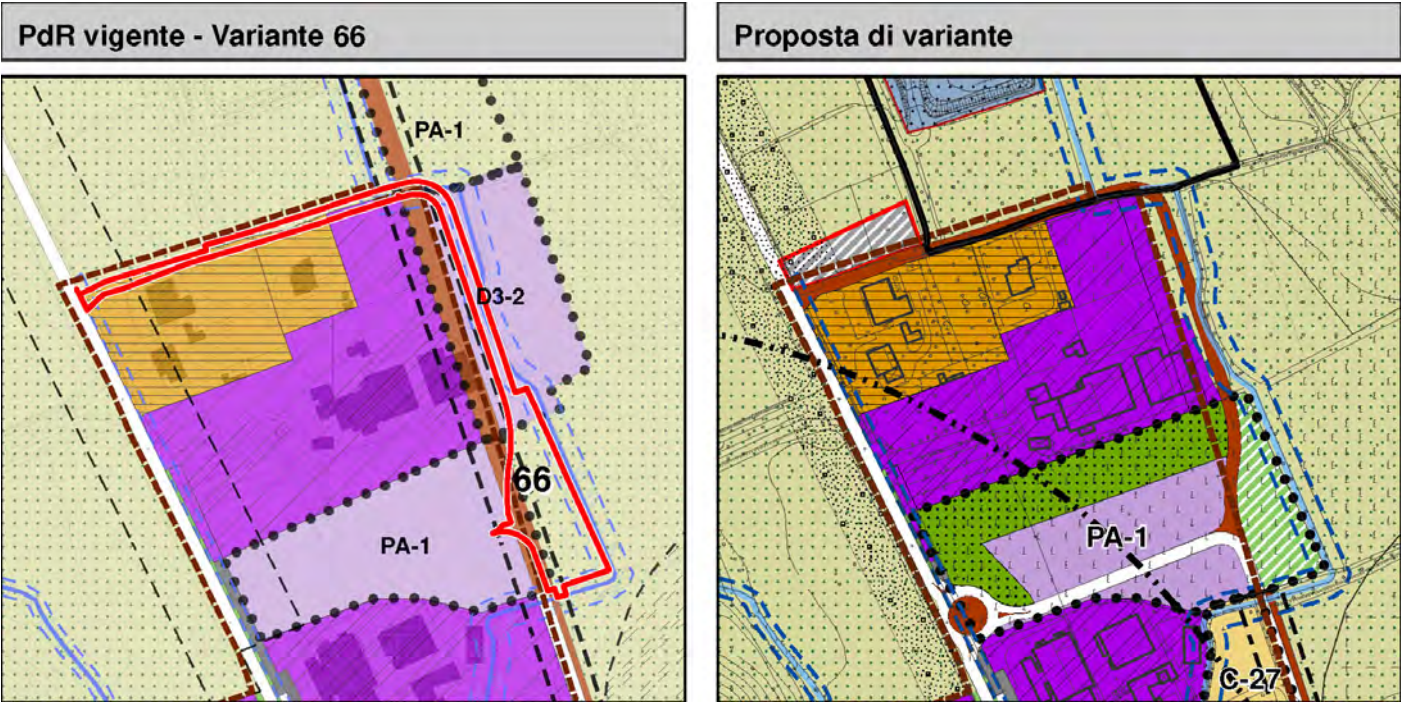 PdR vigente - Variante 66
Proposta di variante
PA-1
D3-2
66
PA-1
PA-1
C-27